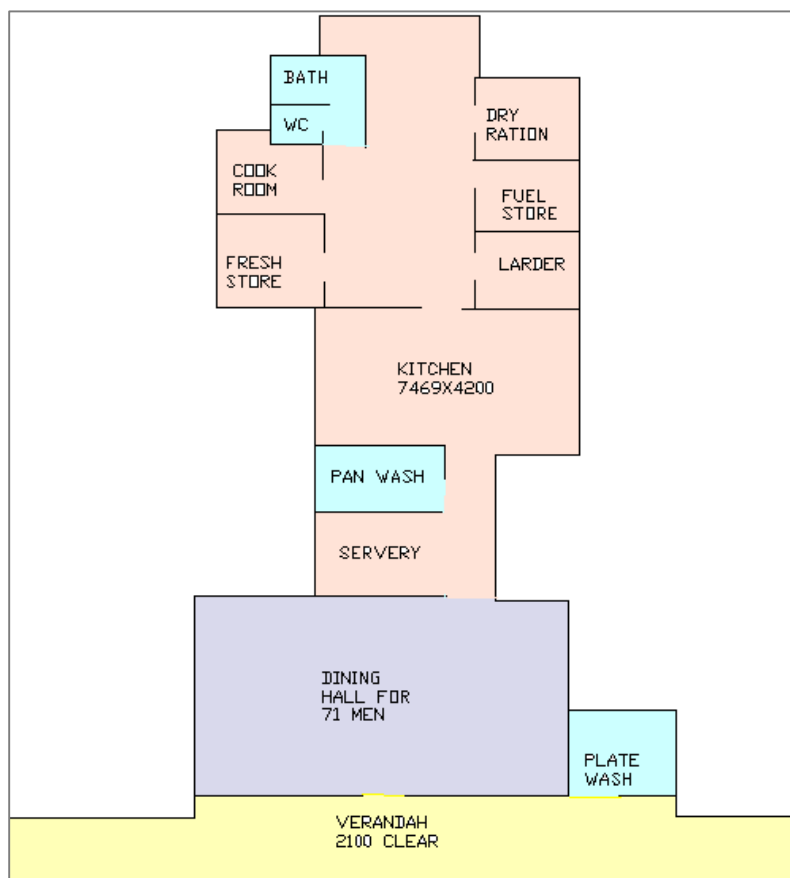 BATH
WC
DRY
RATION
COOK
ROOM
FUEL
STORE
FRESH
STORE
LARDER
KITCHEN
7469X4200
PAN WASH
SERVERY
DINING
HALL FOR
71 MEN
PLATE
WASH
VERANDAH
2100 CLEAR